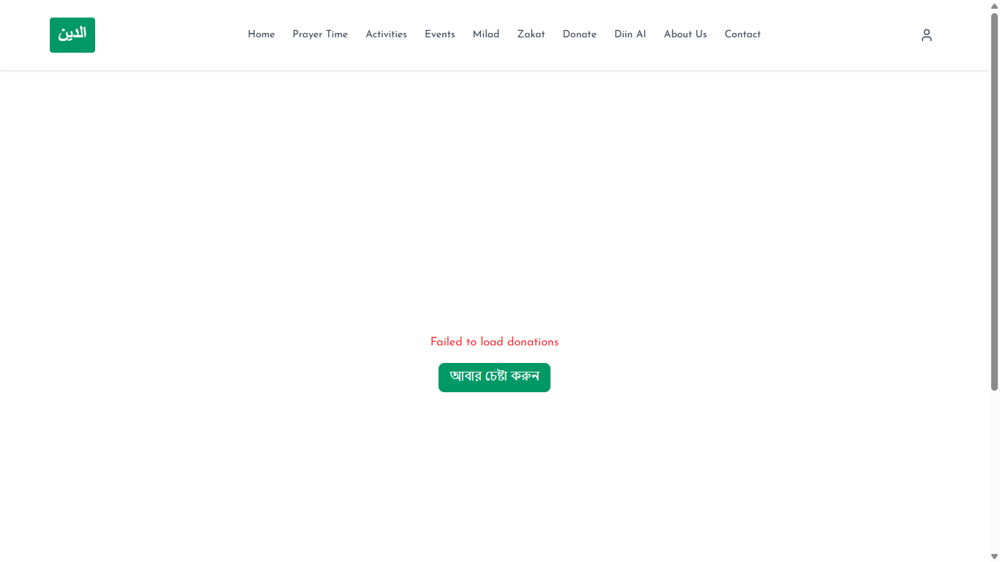 الدين
Home Prayer Time Activities Events Milad Zakat Donate Diin AI About Us Contact
Failed to load donations
আবার চেষ্টা করুন